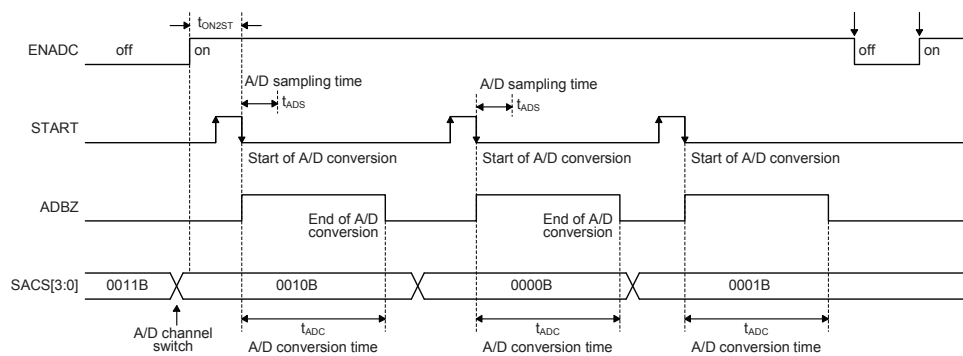 tON2ST
ENADC
off
on
off
on
A/D sampling time
tADS
A/D sampling time
tADS
START
Start of A/D conversion
Start of A/D conversion
Start of A/D conversion
ADBZ
End of A/D
conversion
End of A/D
conversion
SACS[3:0]
0011B
0010B
0000B
0001B
A/D channel
switch
tADC
A/D conversion time
tADC
A/D conversion time
tADC
A/D conversion time